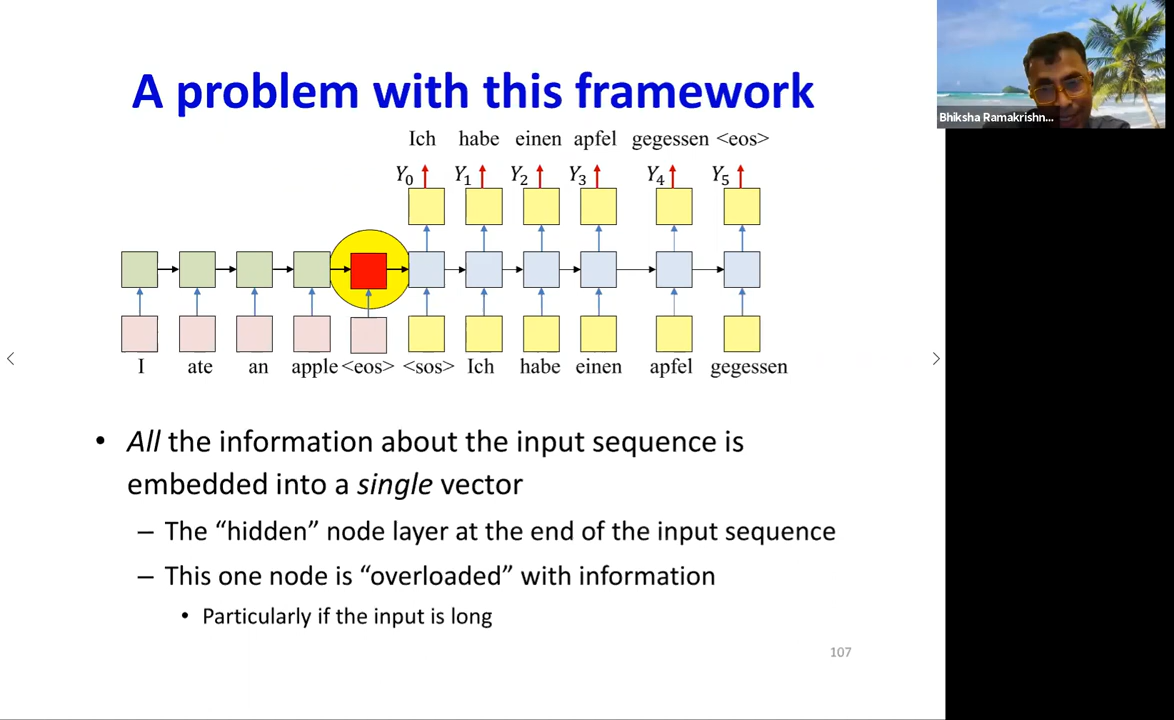 A problem with this framework
Bhiksha Ramakrishn...
Ich habe einen apfel gegessen <eos>
Y0 Y1 Y2 Y3 Y4 Y5
I ate an apple <eos> <sos> Ich habe einen apfel gegessen
• All the information about the input sequence is
embedded into a single vector
– The “hidden” node layer at the end of the input sequence
– This one node is “overloaded” with information
• Particularly if the input is long
107